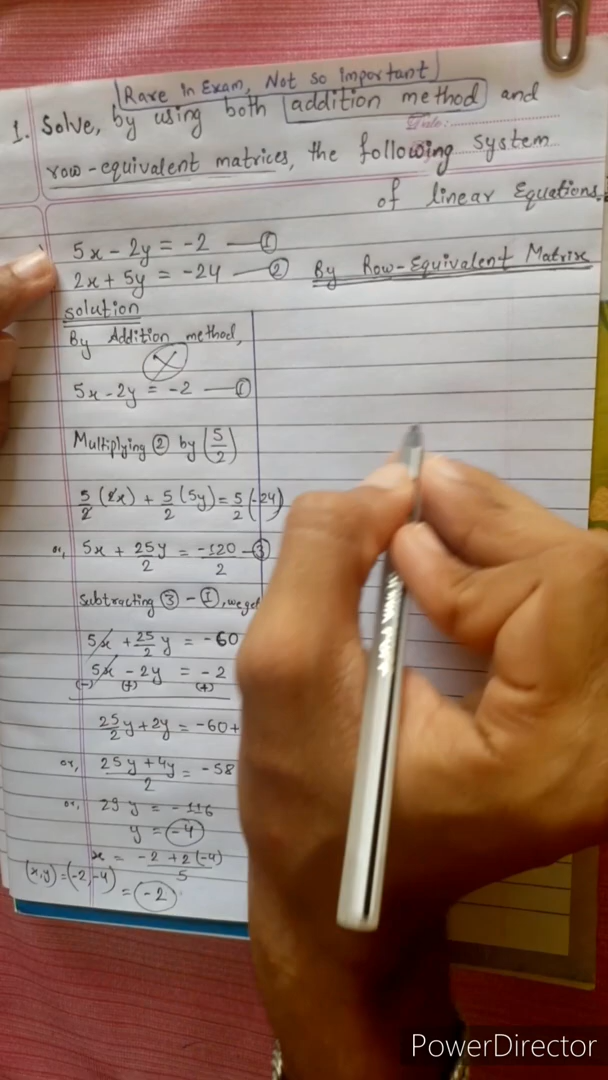 Rare in Exam, Not so important
1. Solve, by using both addition method and
row-equivalent matrices, the following system
of linear Equations.
5x - 2y = -2 — ①
2x + 5y = -24 — ②
By Row-Equivalent Matrix
solution
By Addition method,
5x - 2y = -2 — ①
Multiplying ② by (5/2)
5/2 (2x) + 5/2 (5y) = 5/2 (-24)
or, 5x + 25y/2 = -120/2 — ③
Subtracting ③ - ①, we get
5x + 25/2 y = -60
5x - 2y = -2
(-) (+) (+)
25/2 y + 2y = -60 +
or, 25y + 4y / 2 = -58
or, 29y = -116
y = -4
x = -2 + 2(-4) / 5
(x,y) = (-2,-4)
= -2
PowerDirector